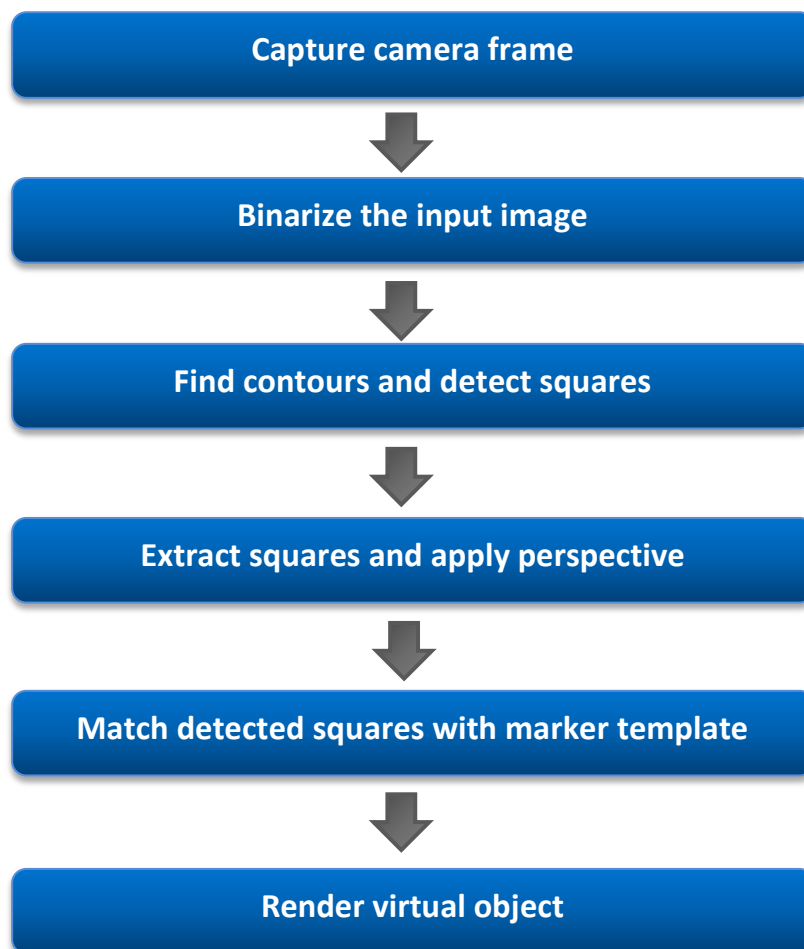 Capture camera frame
Binarize the input image
Find contours and detect squares
Extract squares and apply perspective
Match detected squares with marker template
Render virtual object